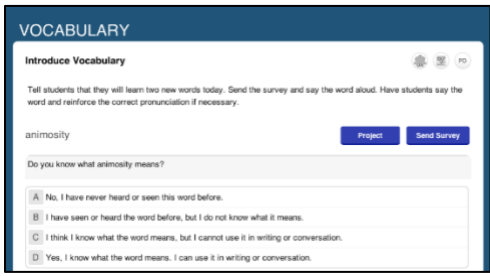 VOCABULARY
Introduce Vocabulary
PD
Tell students that they will learn two new words today. Send the survey and say the word aloud. Have students say the
word and reinforce the correct pronunciation if necessary.
animosity
Project
Send Survey
Do you know what animosity means?
A No, I have never heard or seen this word before.
B I have seen or heard the word before, but I do not know what it means.
C I think I know what the word means, but I cannot use it in writing or conversation.
D Yes, I know what the word means. I can use it in writing or conversation.